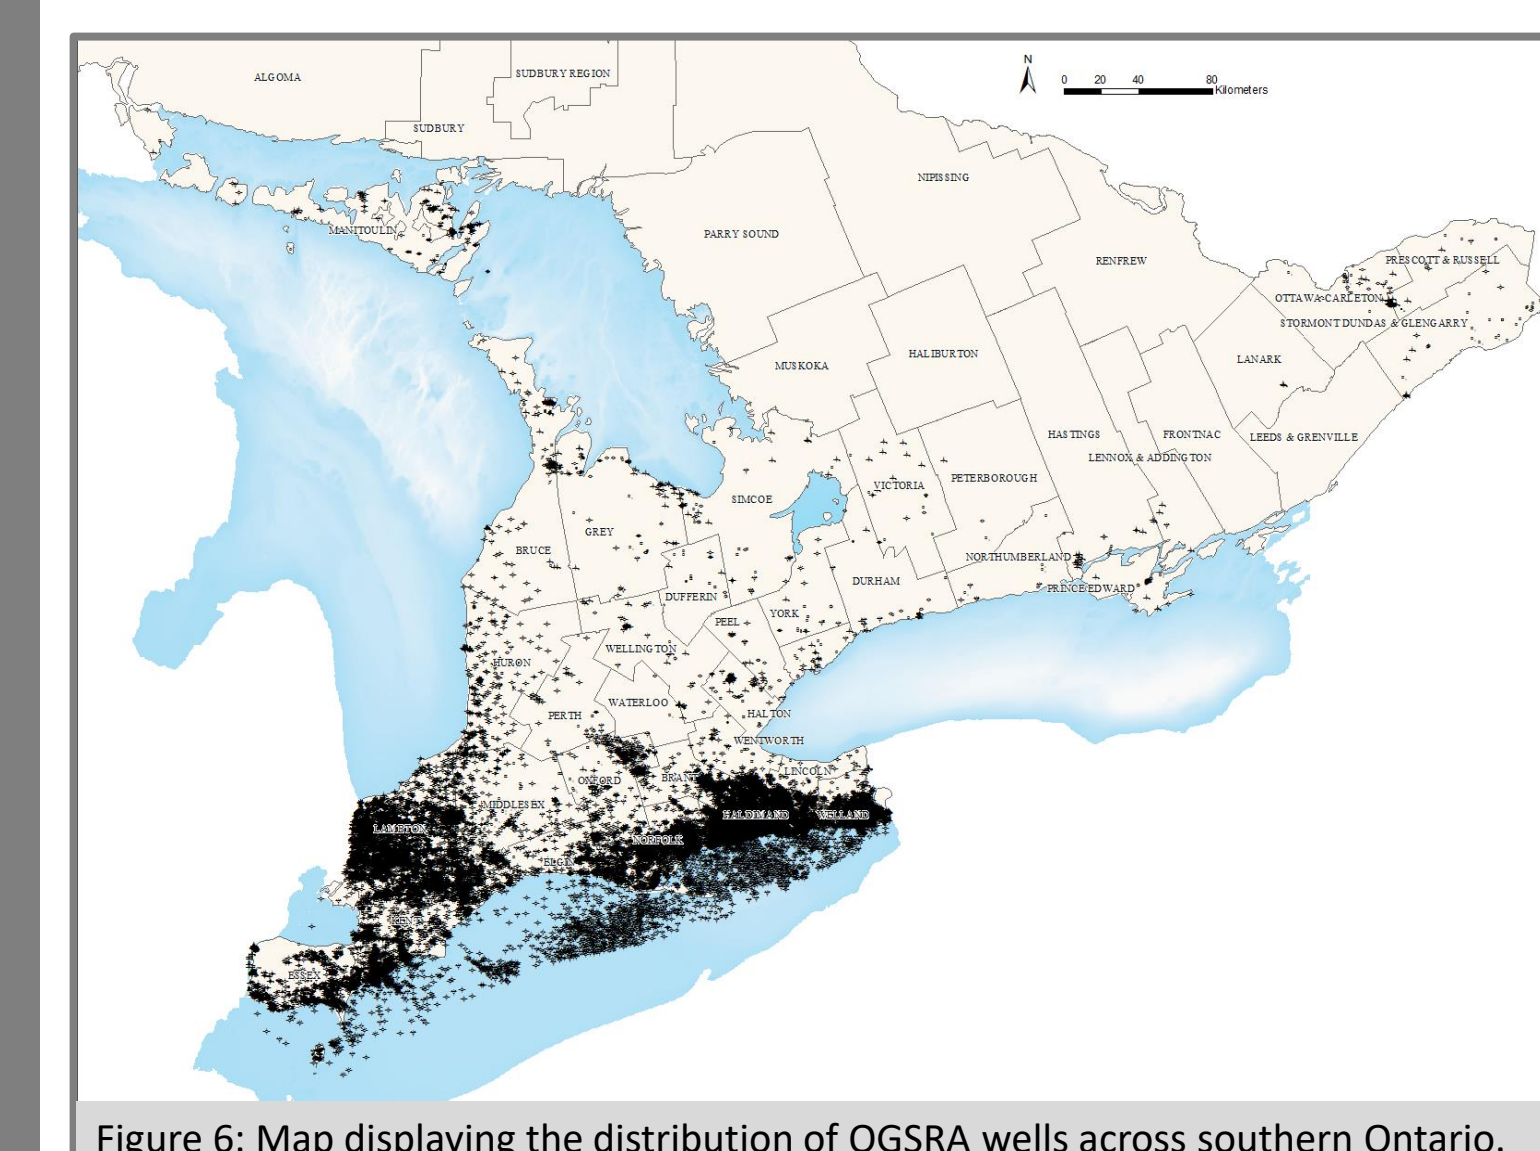 N
0 20 40 80
Kilometers
ALGOMA
SUDBURY REGION
SUDBURY
NIPISSING
MANITOULIN
PARRY SOUND
RENFREW
PRESCOTT & RUSSELL
OTTAWA-CARLETON
STORMONT DUNDAS & GLENGARRY
MUSKOKA
HALIBURTON
LANARK
HASTINGS
FRONTNAC
LEEDS & GRENVILLE
LENNOX & ADDINGTON
SIMCOE
VICTORIA
PETERBOROUGH
GREY
BRUCE
NORTHUMBERLAND
DURHAM
PRINCE EDWARD
DUFFERIN
YORK
PEEL
WELLINGTON
HURON
WATERLOO
PERTH
HALTON
WENTWORTH
LINCOLN
OXFORD
BRANT
MIDDLESEX
HALDIMAND
WELLAND
LAMBTON
NORFOLK
ELGIN
KENT
ESSEX
Figure 6: Map displaying the distribution of OGSRA wells across southern Ontario.